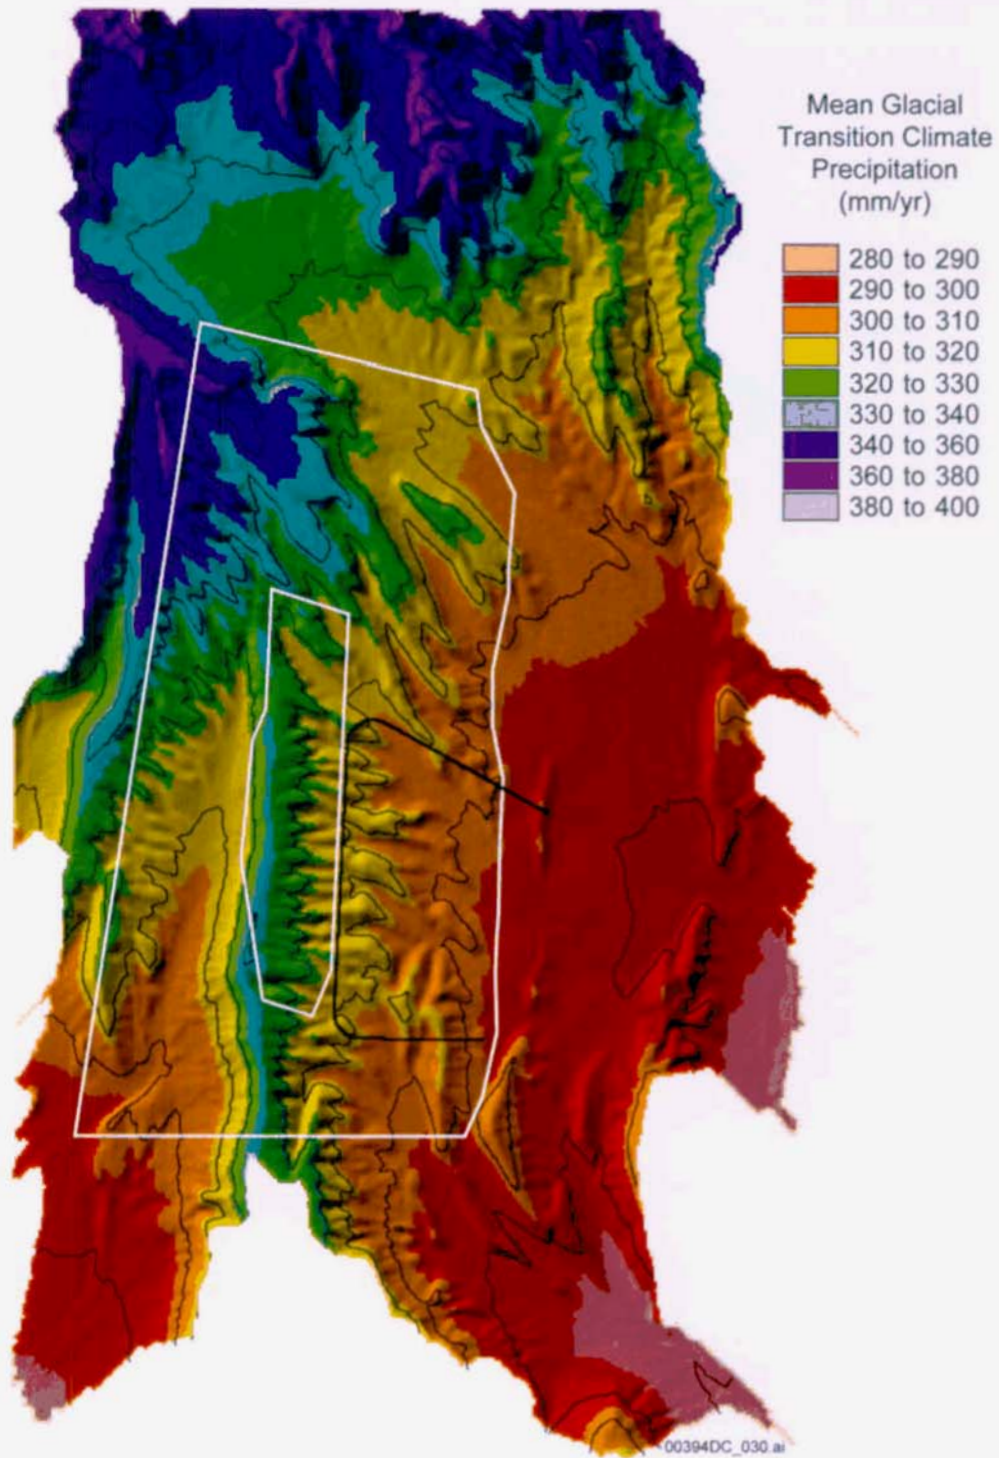 Mean Glacial
Transition Climate
Precipitation
(mm/yr)
280 to 290
290 to 300
300 to 310
310 to 320
320 to 330
330 to 340
340 to 360
360 to 380
380 to 400
00394DC_030.ai